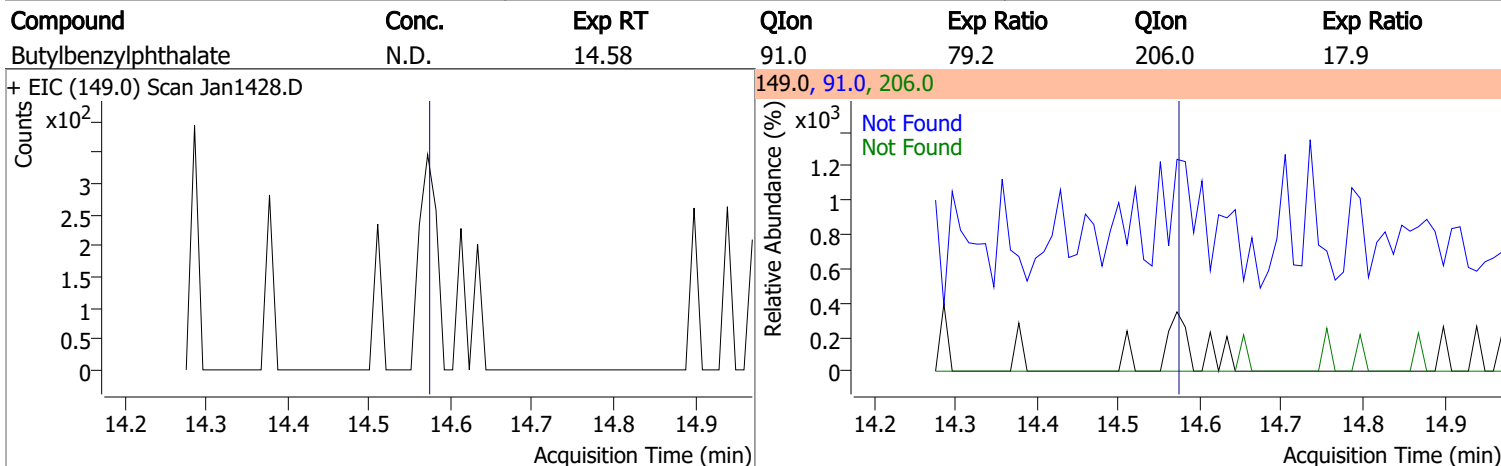 Compound Conc. Exp RT QIon Exp Ratio QIon Exp Ratio
Butylbenzylphthalate N.D. 14.58 91.0 79.2 206.0 17.9
+ EIC (149.0) Scan Jan1428.D
Counts
x10²
3
2.5
2
1.5
1
0.5
0
14.2 14.3 14.4 14.5 14.6 14.7 14.8 14.9
Acquisition Time (min)
149.0, 91.0, 206.0
Relative Abundance (%)
x10³
Not Found
Not Found
1.2
1
0.8
0.6
0.4
0.2
0
14.2 14.3 14.4 14.5 14.6 14.7 14.8 14.9
Acquisition Time (min)